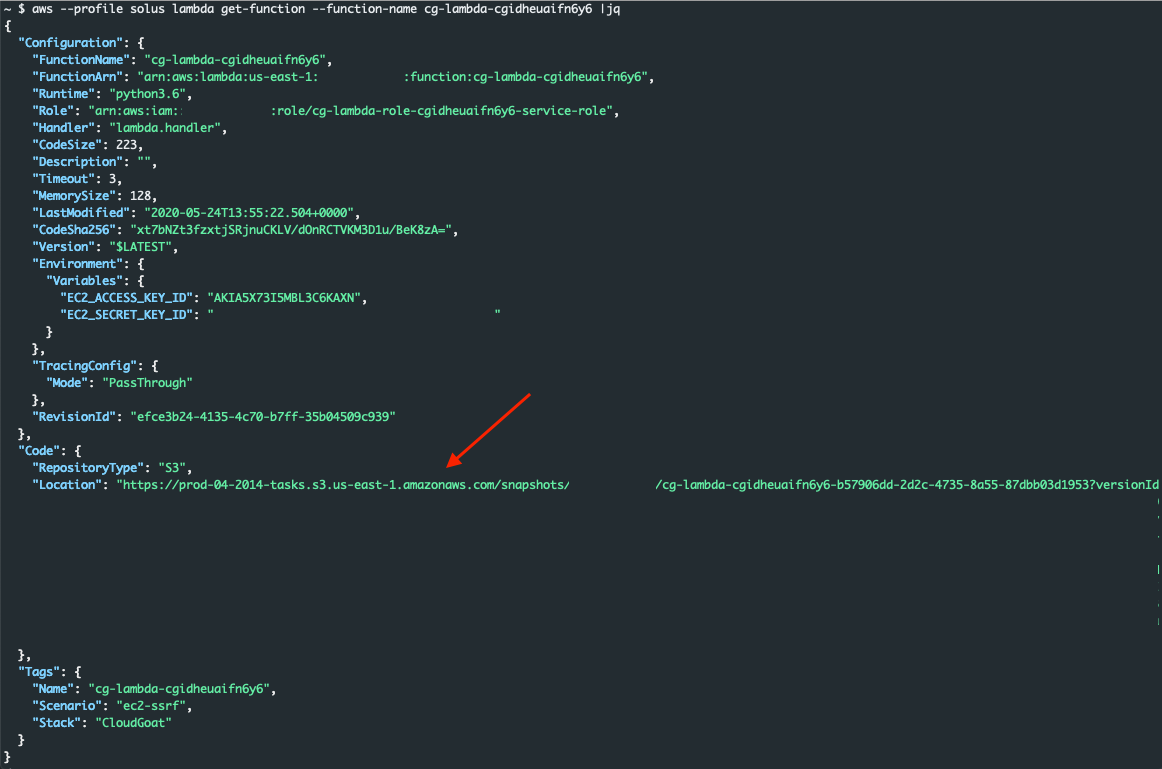 ~ $ aws --profile solus lambda get-function --function-name cg-lambda-cgidheuaifn6y6 |jq
{
  "Configuration": {
    "FunctionName": "cg-lambda-cgidheuaifn6y6",
    "FunctionArn": "arn:aws:lambda:us-east-1:            :function:cg-lambda-cgidheuaifn6y6",
    "Runtime": "python3.6",
    "Role": "arn:aws:iam:            :role/cg-lambda-role-cgidheuaifn6y6-service-role",
    "Handler": "lambda.handler",
    "CodeSize": 223,
    "Description": "",
    "Timeout": 3,
    "MemorySize": 128,
    "LastModified": "2020-05-24T13:55:22.504+0000",
    "CodeSha256": "xt7bNZt3fzxtjSRjnuCKLV/dOnRCTVKM3D1u/BeK8zA=",
    "Version": "$LATEST",
    "Environment": {
      "Variables": {
        "EC2_ACCESS_KEY_ID": "AKIA5X73I5MBL3C6KAXN",
        "EC2_SECRET_KEY_ID": "                                        "
      }
    },
    "TracingConfig": {
      "Mode": "PassThrough"
    },
    "RevisionId": "efce3b24-4135-4c70-b7ff-35b04509c939"
  },
  "Code": {
    "RepositoryType": "S3",
    "Location": "https://prod-04-2014-tasks.s3.us-east-1.amazonaws.com/snapshots/            /cg-lambda-cgidheuaifn6y6-b57906dd-2d2c-4735-8a55-87dbb03d1953?versionId
  },
  "Tags": {
    "Name": "cg-lambda-cgidheuaifn6y6",
    "Scenario": "ec2-ssrf",
    "Stack": "CloudGoat"
  }
}